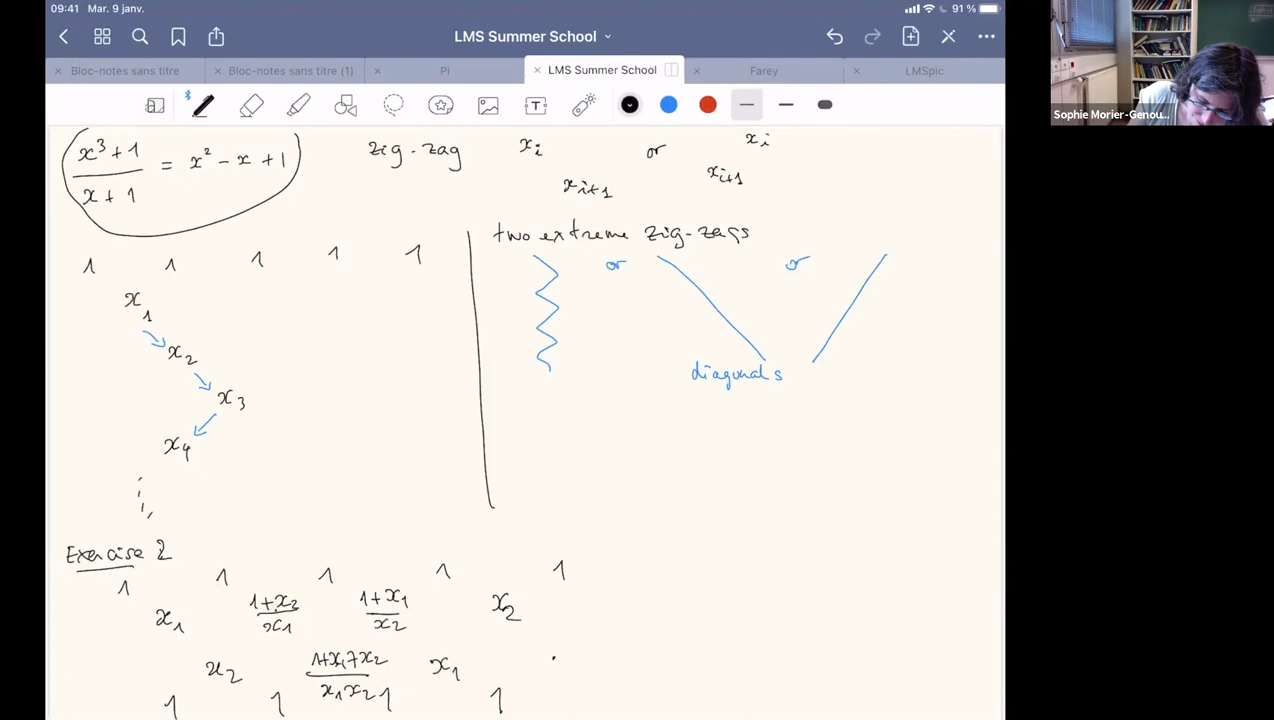 09:41 Mar. 9 janv. 91 %
LMS Summer School
Bloc-notes sans titre
Bloc-notes sans titre (1)
Pi
LMS Summer School
Farey
LMSpic
Sophie Morier-Genou...
x³ + 1 / x + 1 = x² - x + 1
zig-zag
x_i x_{i+1} or x_i x_{i+1}
two extreme zig-zags
or or
diagonals
1 1 1 1 1
x_1
x_2
x_3
x_4
Exercise 2
1 1 1 1 1
x_1 1+x_2 / x_1 1+x_1 / x_2 x_2
x_2 1+x_1+x_2 / x_1x_2 x_1
1 1 1 1